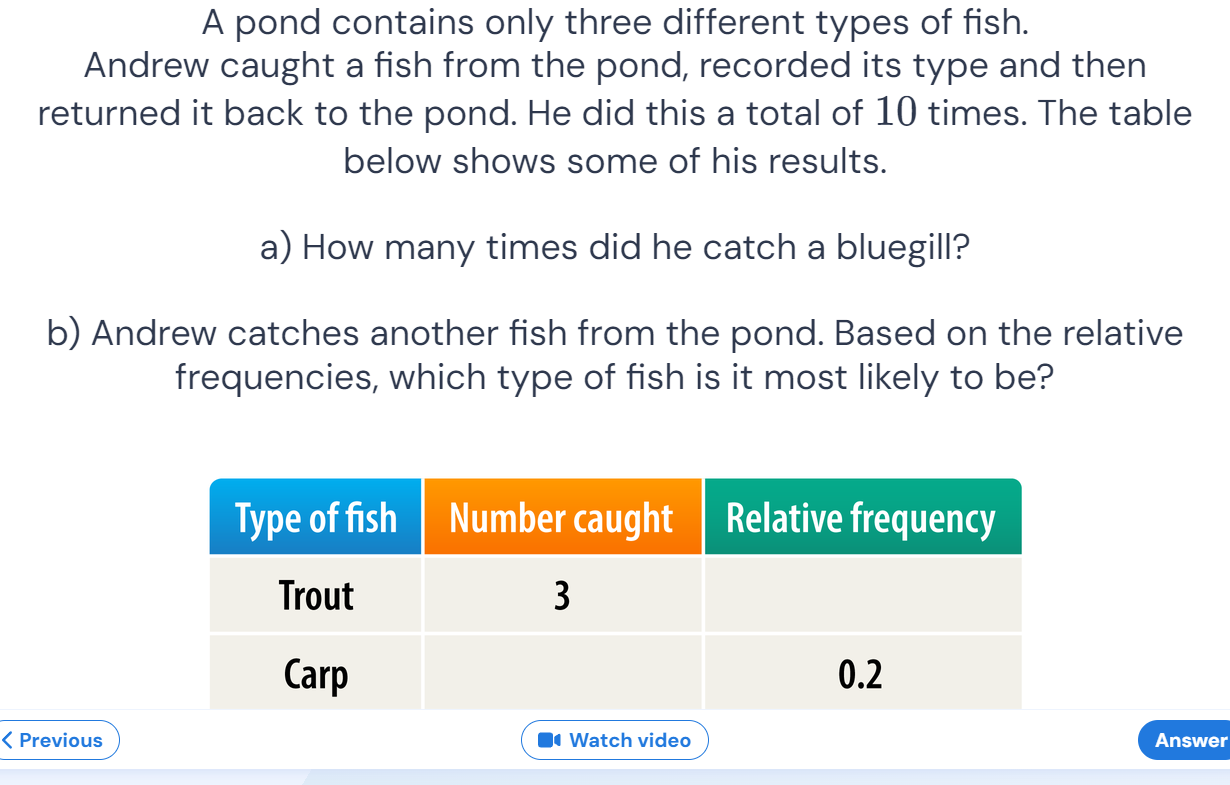 A pond contains only three different types of fish.
Andrew caught a fish from the pond, recorded its type and then
returned it back to the pond. He did this a total of 10 times. The table
below shows some of his results.
a) How many times did he catch a bluegill?
b) Andrew catches another fish from the pond. Based on the relative
frequencies, which type of fish is it most likely to be?
Type of fish Number caught Relative frequency
Trout 3
Carp 0.2
Previous Watch video Answer